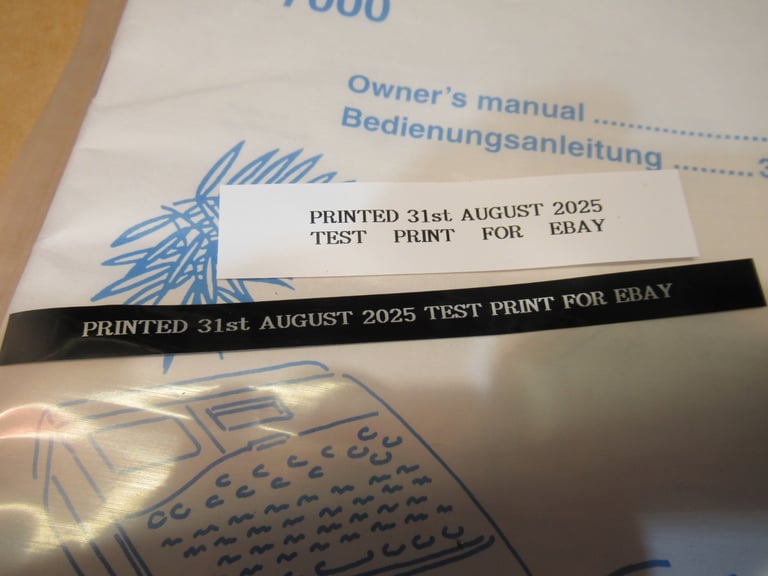 7000
Owner's manual ..................
Bedienungsanleitung ......... 3
PRINTED 31st AUGUST 2025
TEST PRINT FOR EBAY
PRINTED 31st AUGUST 2025 TEST PRINT FOR EBAY